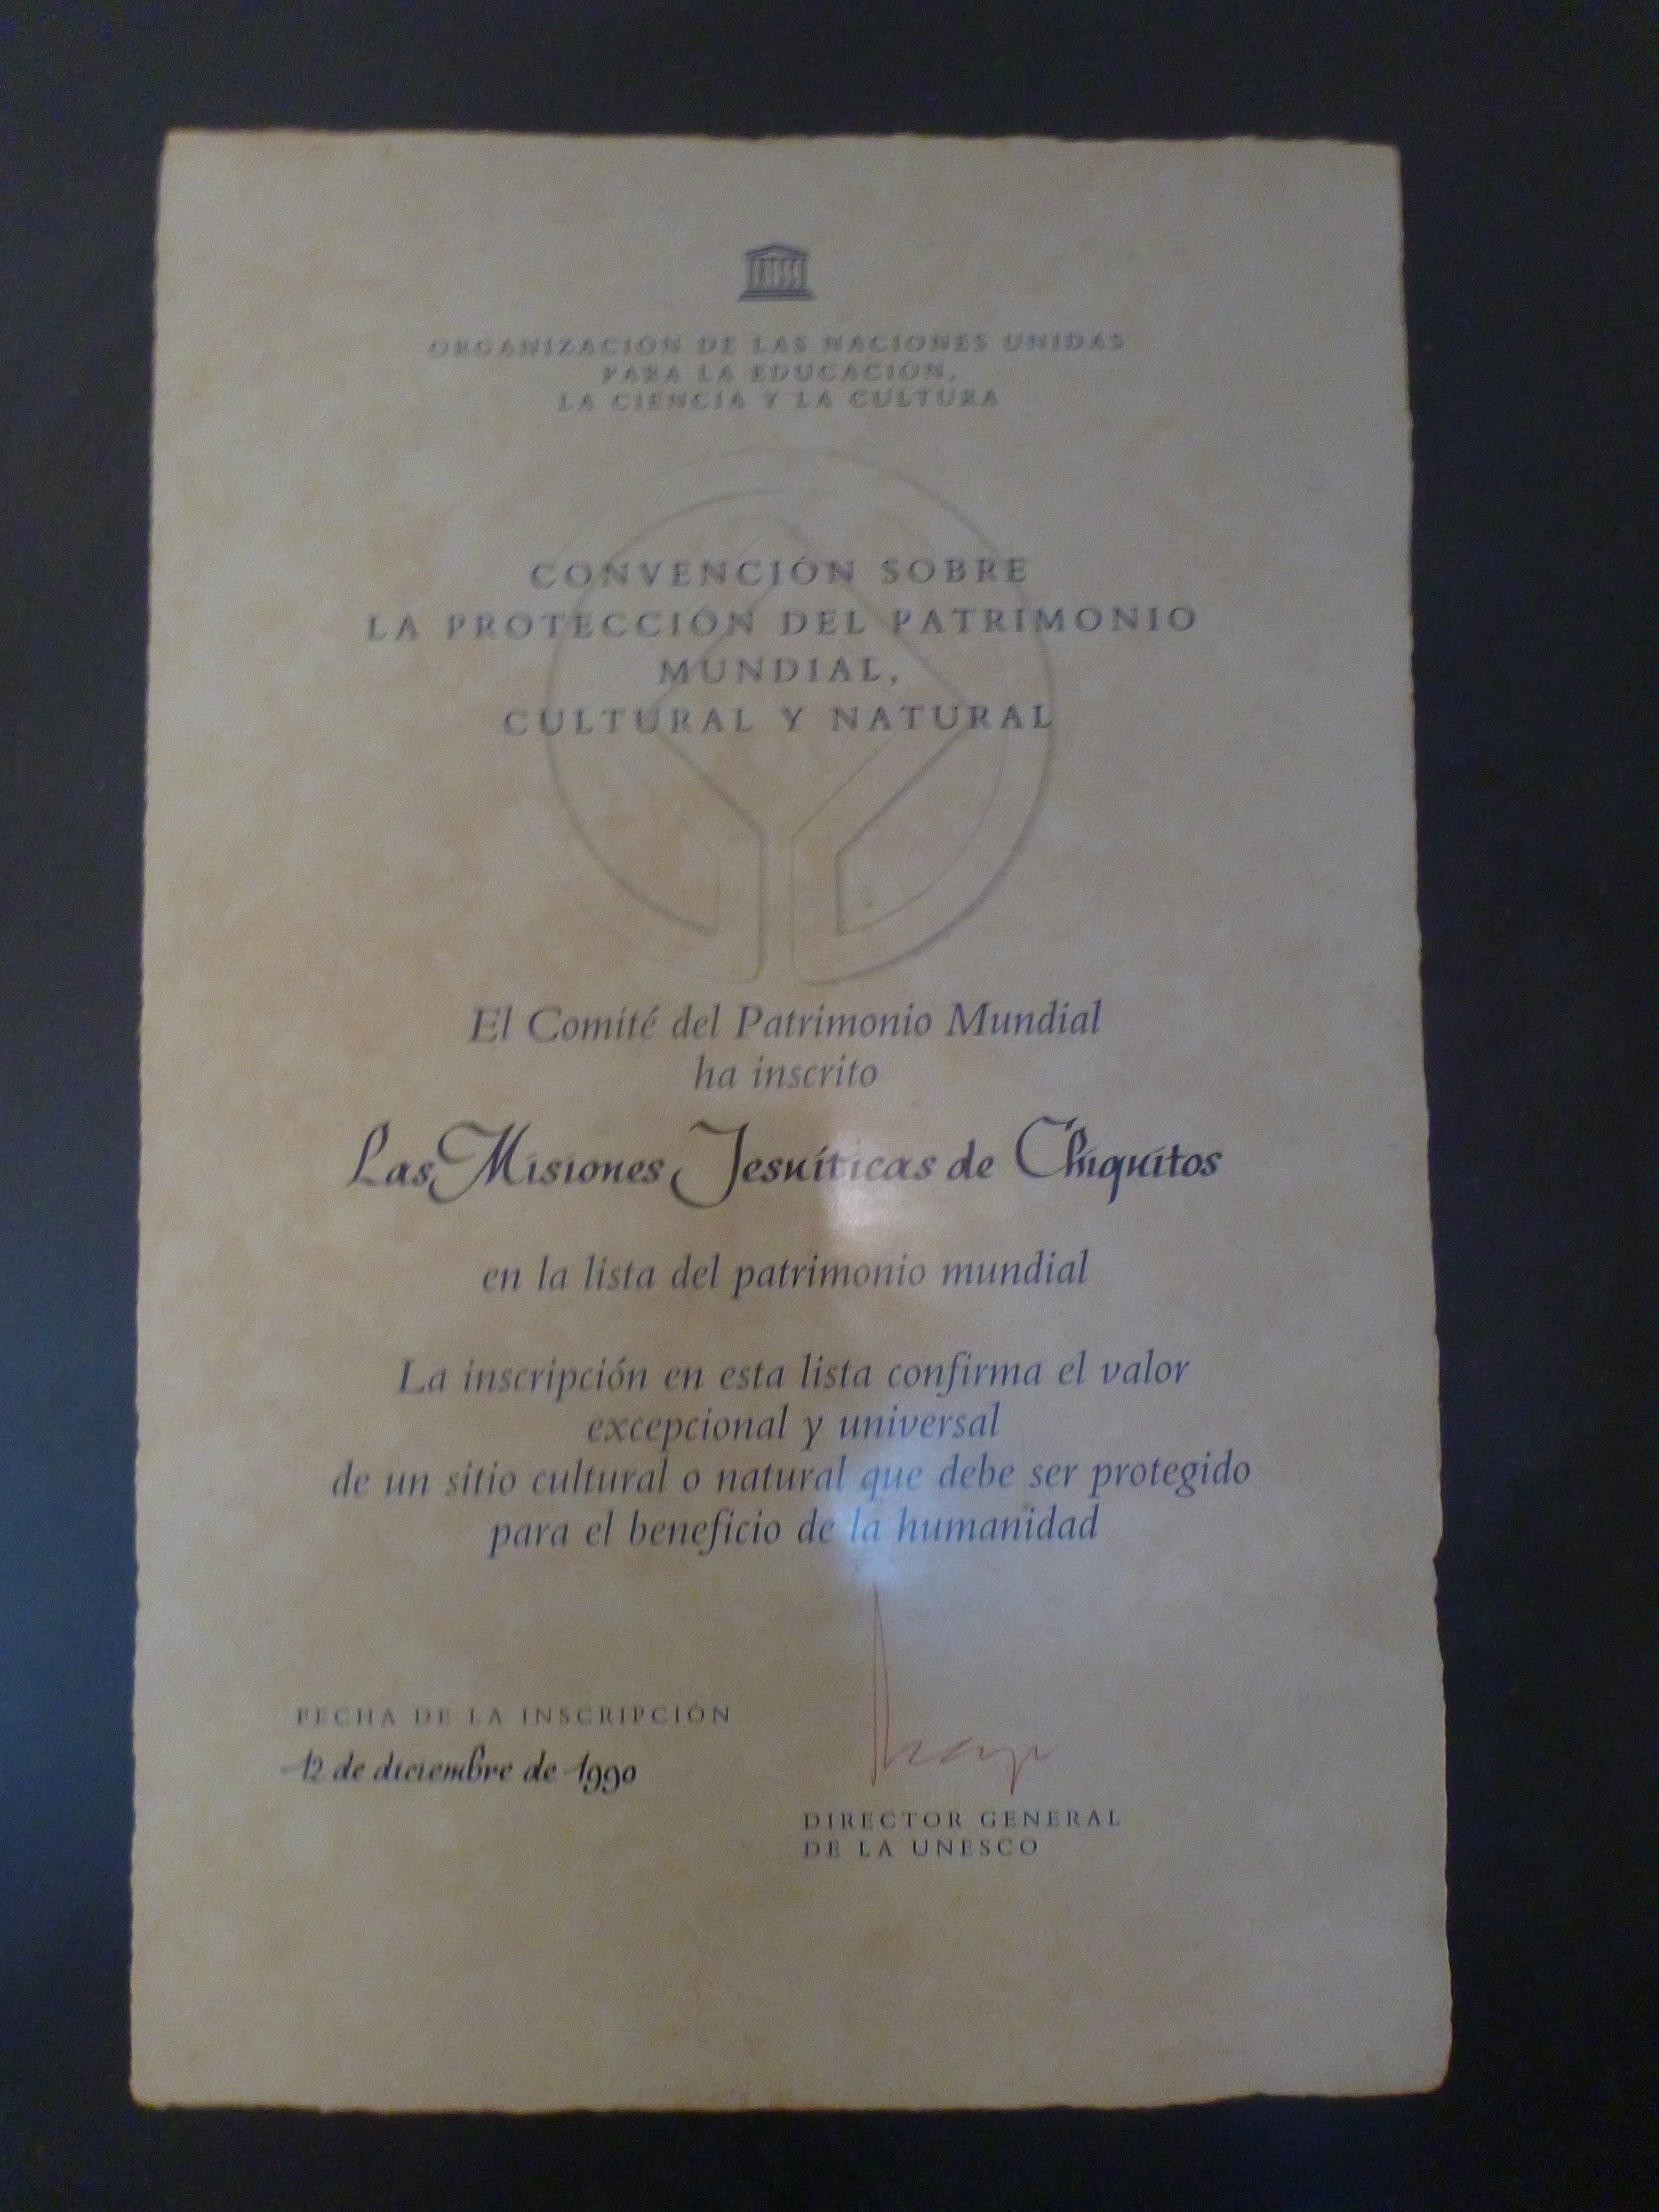 ORGANIZACIÓN DE LAS NACIONES UNIDAS
PARA LA EDUCACIÓN,
LA CIENCIA Y LA CULTURA
CONVENCIÓN SOBRE
LA PROTECCIÓN DEL PATRIMONIO
MUNDIAL,
CULTURAL Y NATURAL
El Comité del Patrimonio Mundial
ha inscrito
Las Misiones Jesuíticas de Chiquitos
en la lista del patrimonio mundial
La inscripción en esta lista confirma el valor
excepcional y universal
de un sitio cultural o natural que debe ser protegido
para el beneficio de la humanidad
FECHA DE LA INSCRIPCIÓN
12 de diciembre de 1990
DIRECTOR GENERAL
DE LA UNESCO